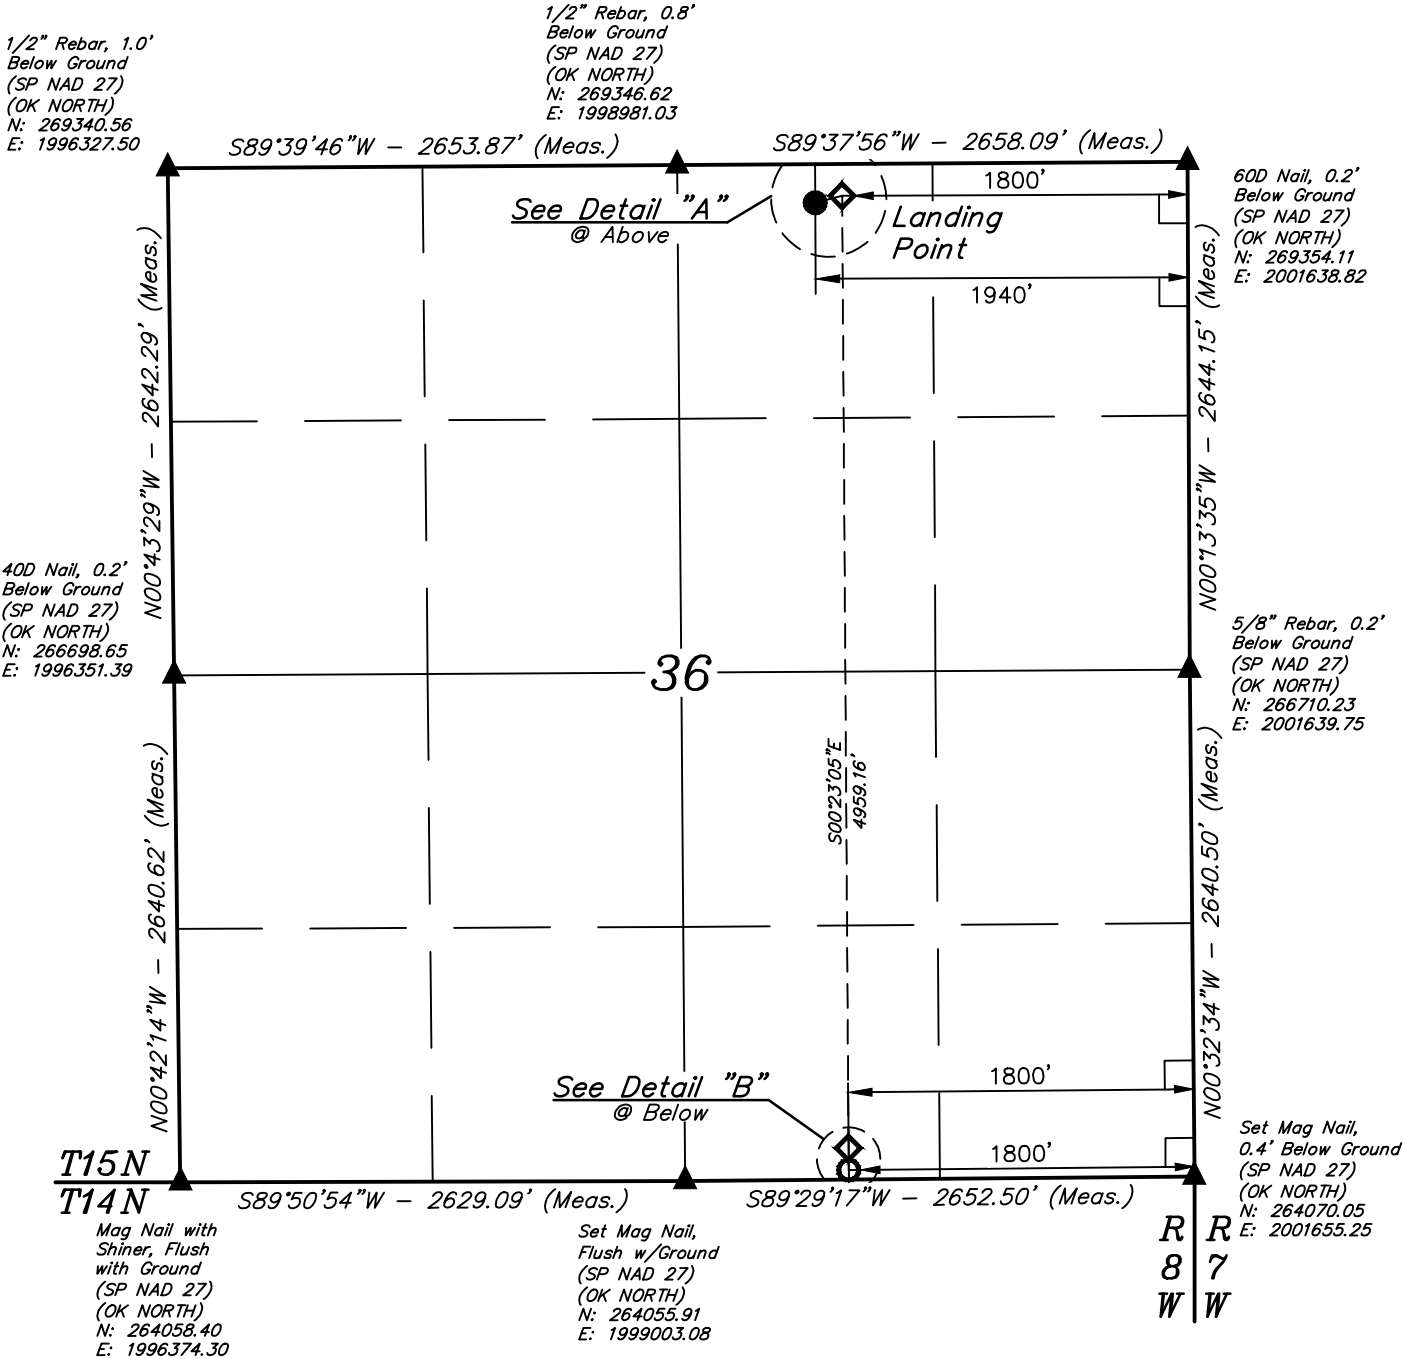 1/2" Rebar, 1.0'
Below Ground
(SP NAD 27)
(OK NORTH)
N: 269340.56
E: 1996327.50
1/2" Rebar, 0.8'
Below Ground
(SP NAD 27)
(OK NORTH)
N: 269346.62
E: 1998981.03
S89°39'46"W - 2653.87' (Meas.)
S89°37'56"W - 2658.09' (Meas.)
60D Nail, 0.2'
Below Ground
(SP NAD 27)
(OK NORTH)
N: 269354.11
E: 2001638.82
1800'
See Detail "A"
@ Above
Landing
Point
1940'
N00°43'29"W - 2642.29' (Meas.)
N00°13'35"W - 2644.15' (Meas.)
40D Nail, 0.2'
Below Ground
(SP NAD 27)
(OK NORTH)
N: 266698.65
E: 1996351.39
36
5/8" Rebar, 0.2'
Below Ground
(SP NAD 27)
(OK NORTH)
N: 266710.23
E: 2001639.75
S00°23'05"E
4959.16'
N00°42'14"W - 2640.62' (Meas.)
N00°32'34"W - 2640.50' (Meas.)
See Detail "B"
@ Below
1800'
1800'
T15N
T14N
S89°50'54"W - 2629.09' (Meas.)
S89°29'17"W - 2652.50' (Meas.)
Set Mag Nail,
0.4' Below Ground
(SP NAD 27)
(OK NORTH)
N: 264070.05
E: 2001655.25
Mag Nail with
Shiner, Flush
with Ground
(SP NAD 27)
(OK NORTH)
N: 264058.40
E: 1996374.30
Set Mag Nail,
Flush w/Ground
(SP NAD 27)
(OK NORTH)
N: 264055.91
E: 1999003.08
R R
8 7
W W